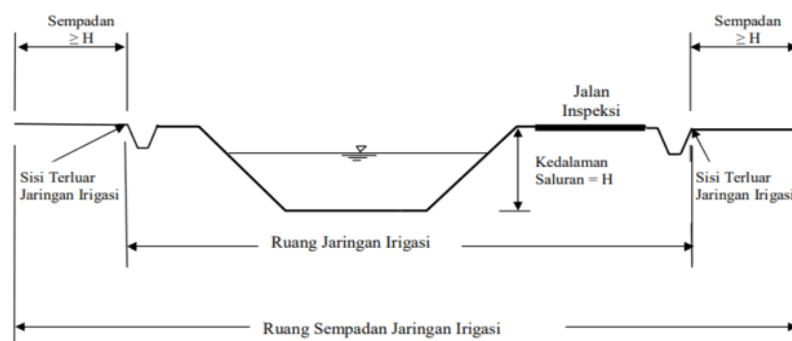 Sempadan
≥ H
Sempadan
≥ H
Jalan
Inspeksi
Sisi Terluar
Jaringan Irigasi
Kedalaman
Saluran = H
Sisi Terluar
Jaringan Irigasi
Ruang Jaringan Irigasi
Ruang Sempadan Jaringan Irigasi